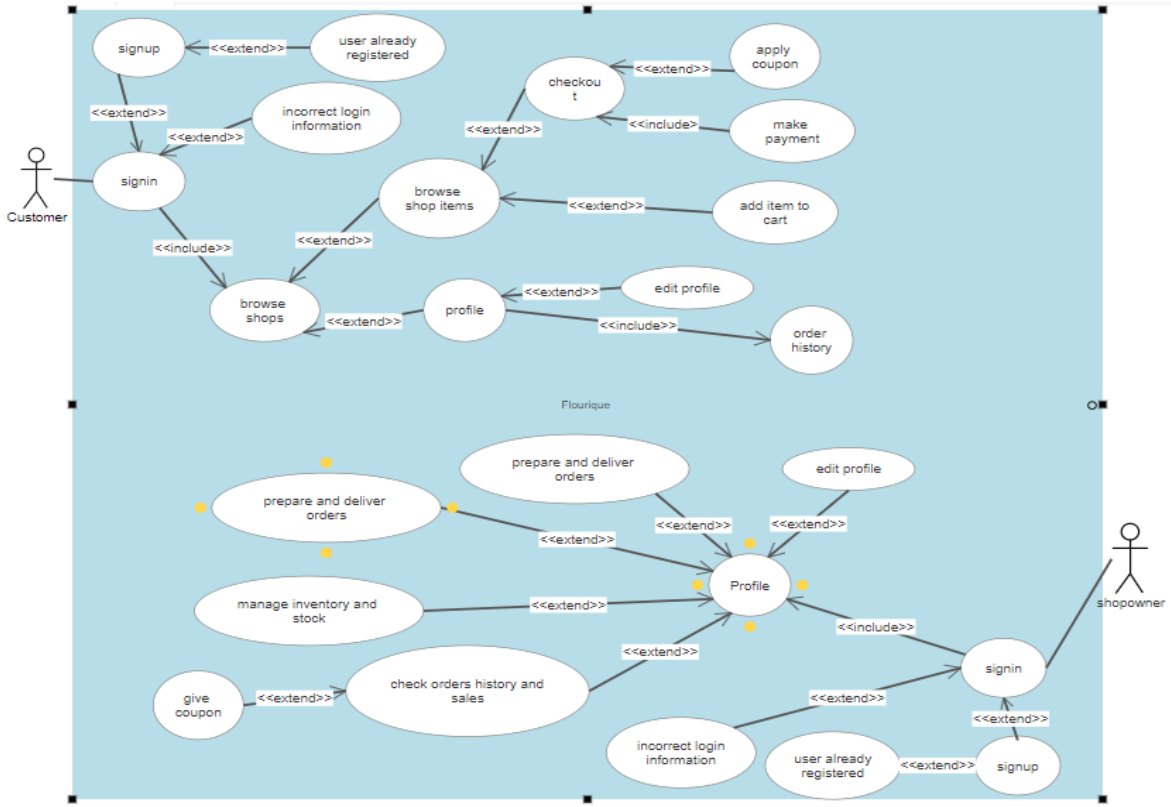 signup
<<extend>>
user already
registered
apply
coupon
<<extend>>
checkou
t
<<extend>>
incorrect login
information
<<extend>>
<<extend>>
<<include>
make
payment
Customer
signin
browse
shop items
<<extend>>
add item to
cart
<<include>>
<<extend>>
browse
shops
<<extend>>
profile
<<extend>>
edit profile
<<include>>
order
history
Flourique
prepare and deliver
orders
prepare and deliver
orders
edit profile
<<extend>>
<<extend>>
<<extend>>
Profile
manage inventory and
stock
<<extend>>
shopowner
<<include>>
<<extend>>
signin
give
coupon
<<extend>>
check orders history and
sales
<<extend>>
<<extend>>
incorrect login
information
user already
registered
<<extend>>
signup